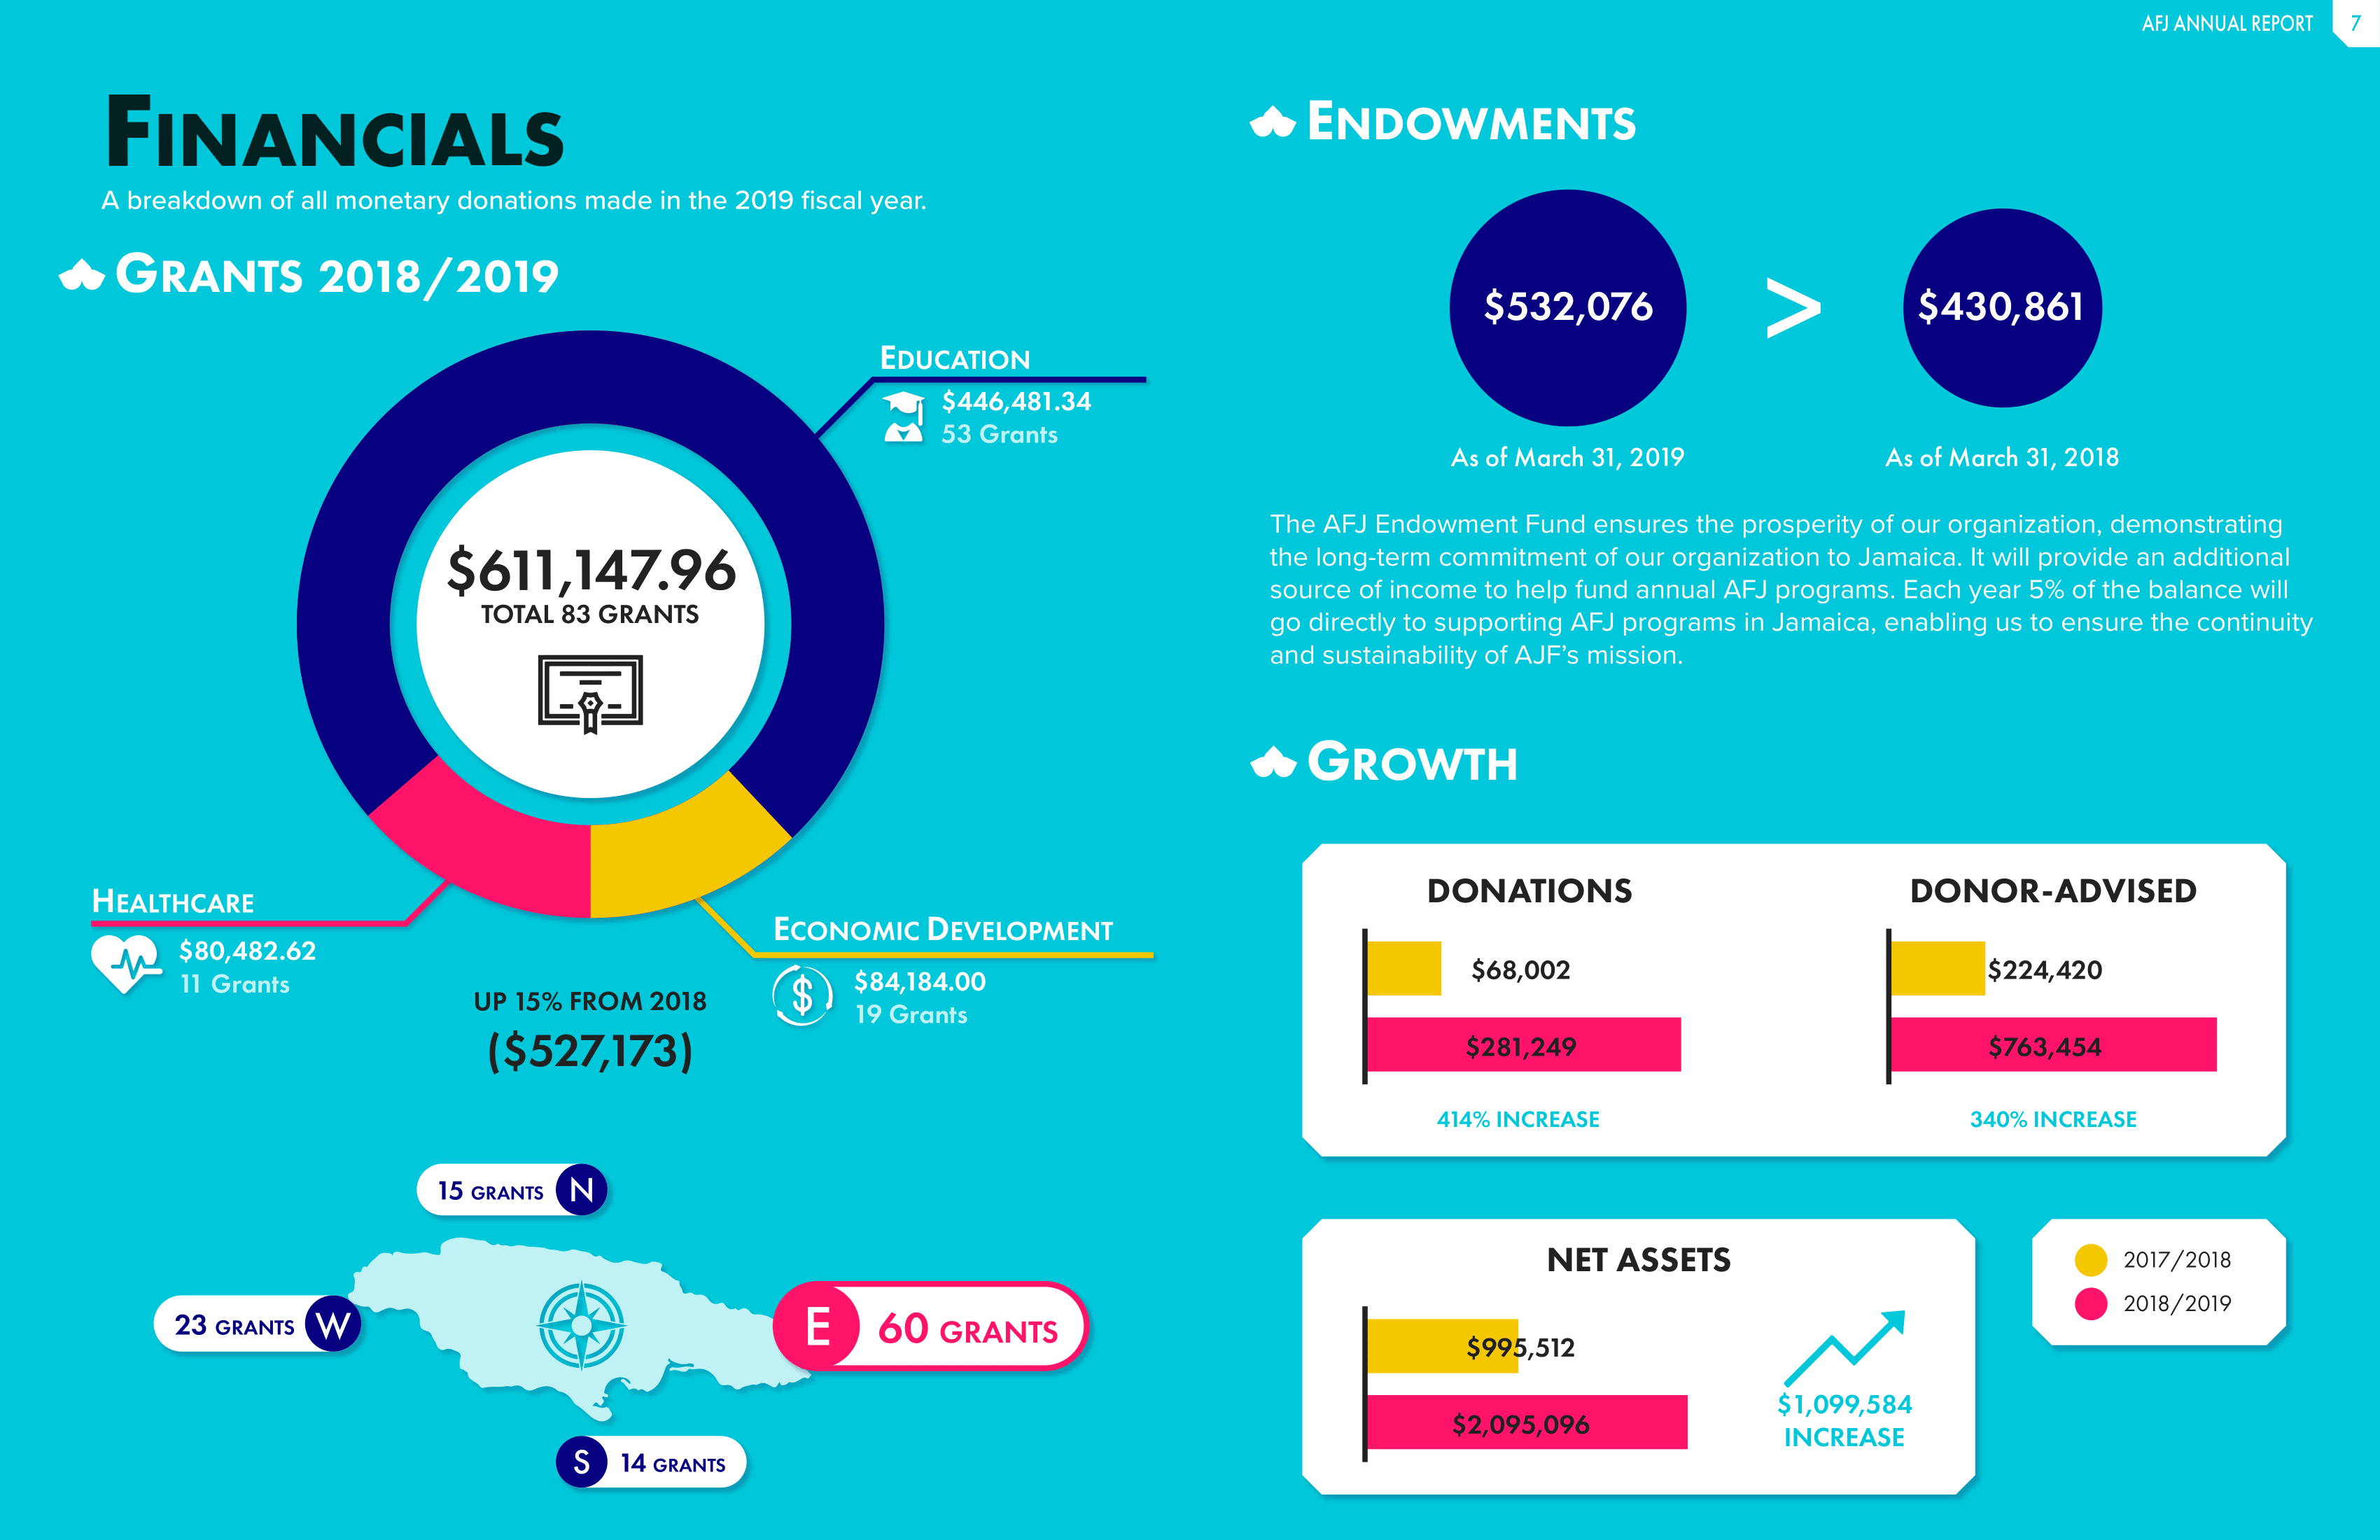 AFJ ANNUAL REPORT 7
FINANCIALS
A breakdown of all monetary donations made in the 2019 fiscal year.
GRANTS 2018/2019
EDUCATION
$446,481.34
53 Grants
$611,147.96
TOTAL 83 GRANTS
HEALTHCARE
$80,482.62
11 Grants
ECONOMIC DEVELOPMENT
$84,184.00
19 Grants
UP 15% FROM 2018
($527,173)
15 GRANTS N
23 GRANTS W
E 60 GRANTS
S 14 GRANTS
ENDOWMENTS
$532,076 > $430,861
As of March 31, 2019
As of March 31, 2018
The AFJ Endowment Fund ensures the prosperity of our organization, demonstrating
the long-term commitment of our organization to Jamaica. It will provide an additional
source of income to help fund annual AFJ programs. Each year 5% of the balance will
go directly to supporting AFJ programs in Jamaica, enabling us to ensure the continuity
and sustainability of AJF’s mission.
GROWTH
DONATIONS
$68,002
$281,249
414% INCREASE
DONOR-ADVISED
$224,420
$763,454
340% INCREASE
NET ASSETS
$995,512
$2,095,096
$1,099,584
INCREASE
2017/2018
2018/2019